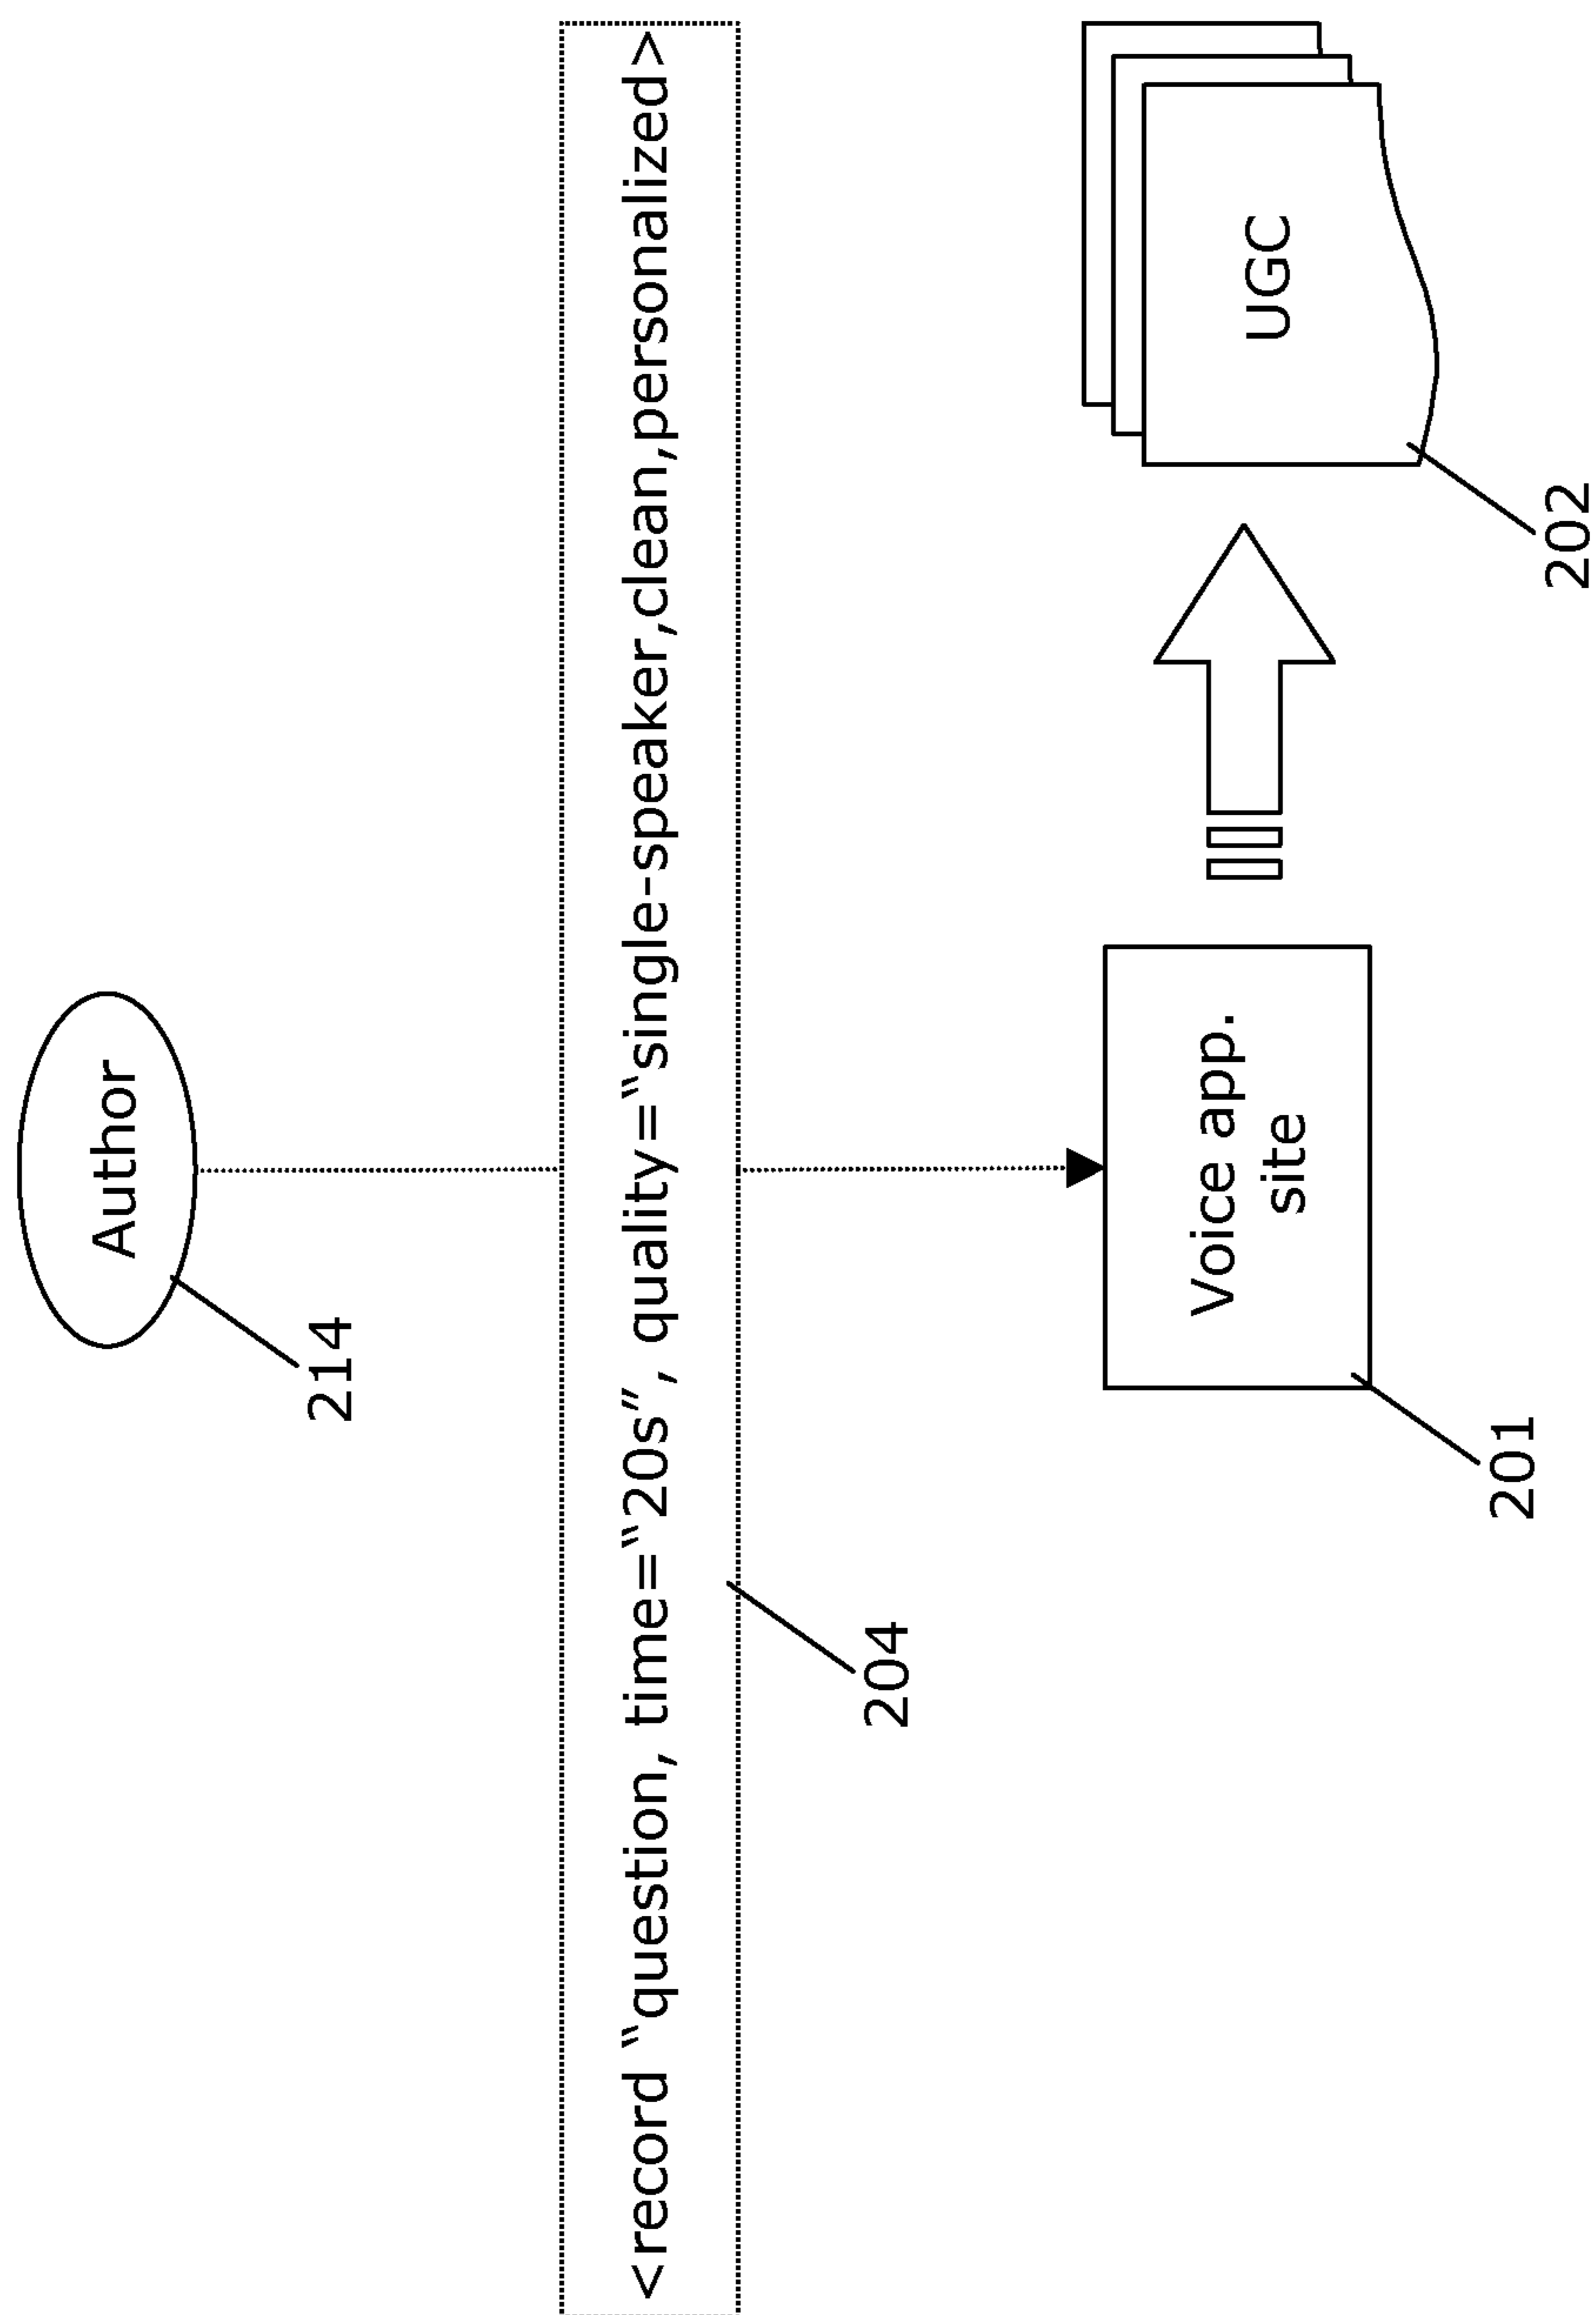 Author
214
<record “question, time=“20s”, quality=“single-speaker,clean,personalized>
204
Voice app.
site
201
UGC
202